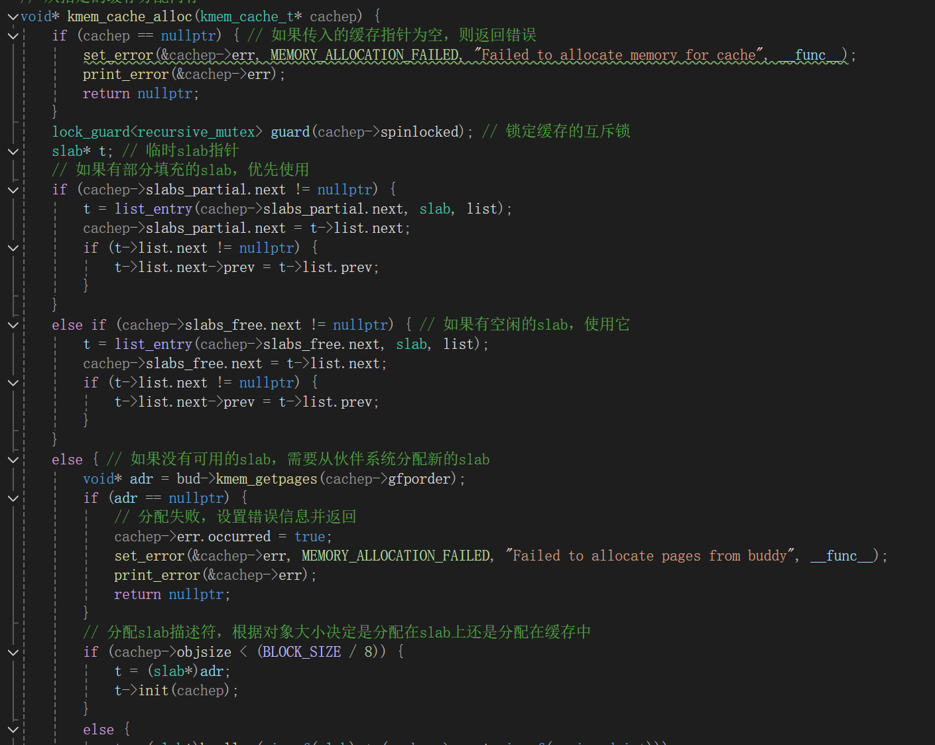 void* kmem_cache_alloc(kmem_cache_t* cachep) {
if (cachep == nullptr) { // 如果传入的缓存指针为空，则返回错误
set_error(&cachep->err, MEMORY_ALLOCATION_FAILED, "Failed to allocate memory for cache", __func__);
print_error(&cachep->err);
return nullptr;
}
lock_guard<recursive_mutex> guard(cachep->spinlocked); // 锁定缓存的互斥锁
slab* t; // 临时slab指针
// 如果有部分填充的slab，优先使用
if (cachep->slabs_partial.next != nullptr) {
t = list_entry(cachep->slabs_partial.next, slab, list);
cachep->slabs_partial.next = t->list.next;
if (t->list.next != nullptr) {
t->list.next->prev = t->list.prev;
}
}
else if (cachep->slabs_free.next != nullptr) { // 如果有空闲的slab，使用它
t = list_entry(cachep->slabs_free.next, slab, list);
cachep->slabs_free.next = t->list.next;
if (t->list.next != nullptr) {
t->list.next->prev = t->list.prev;
}
}
else { // 如果没有可用的slab，需要从伙伴系统分配新的slab
void* adr = bud->kmem_getpages(cachep->gfporder);
if (adr == nullptr) {
// 分配失败，设置错误信息并返回
cachep->err.occurred = true;
set_error(&cachep->err, MEMORY_ALLOCATION_FAILED, "Failed to allocate pages from buddy", __func__);
print_error(&cachep->err);
return nullptr;
}
// 分配slab描述符，根据对象大小决定是分配在slab上还是分配在缓存中
if (cachep->objsize < (BLOCK_SIZE / 8)) {
t = (slab*)adr;
t->init(cachep);
}
else {